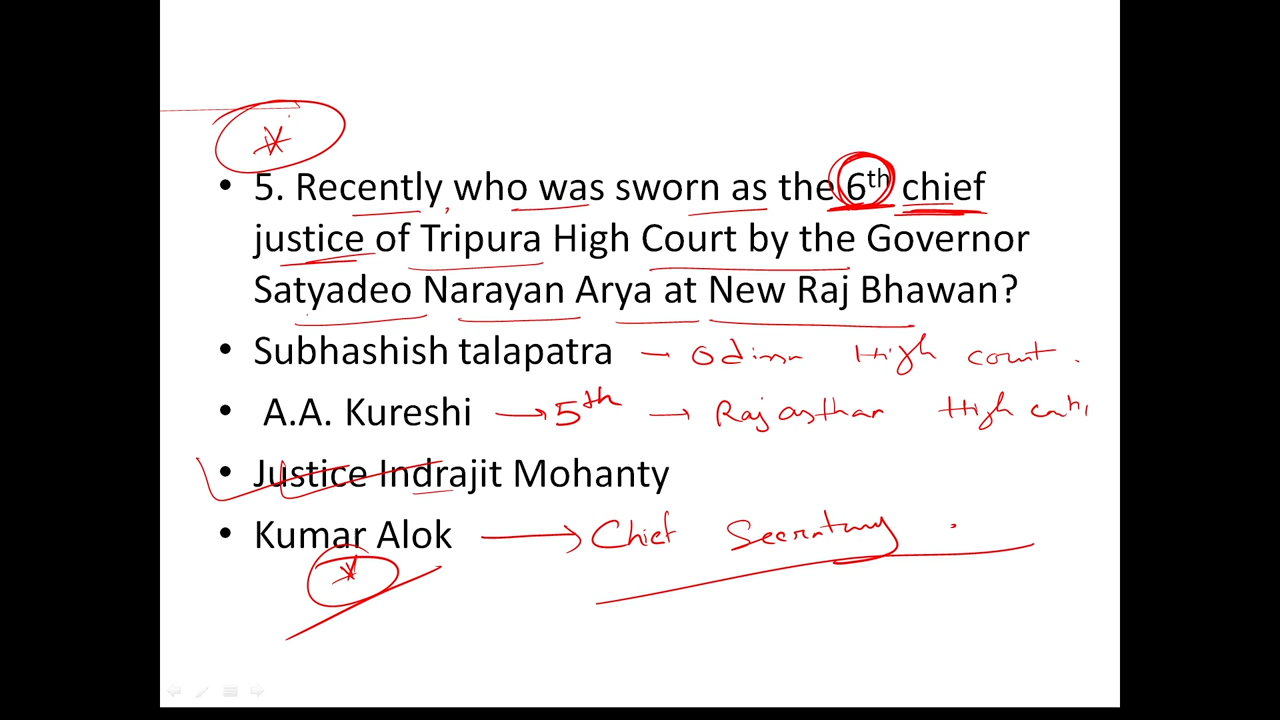 • 5. Recently who was sworn as the 6th chief
justice of Tripura High Court by the Governor
Satyadeo Narayan Arya at New Raj Bhawan?
• Subhashish talapatra → Odissa High court.
• A.A. Kureshi → 5th → Rajasthan High
• Justice Indrajit Mohanty
• Kumar Alok → Chief Secretary